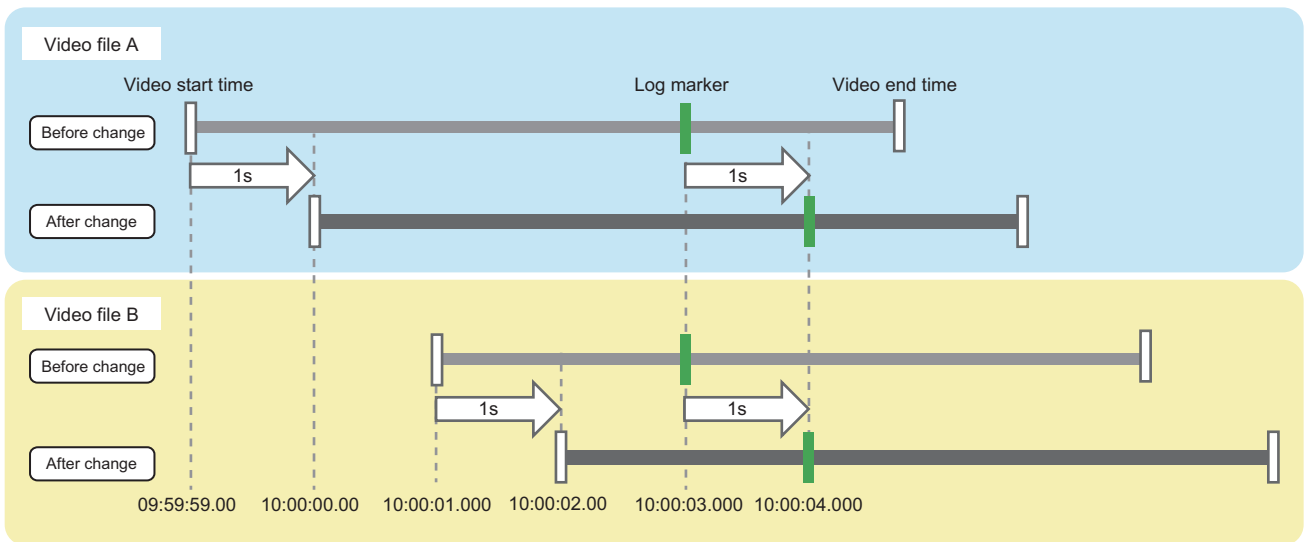 Video file A
Video start time
Log marker
Video end time
Before change
1s
1s
After change
Video file B
Before change
1s
1s
After change
09:59:59.00
10:00:00.00
10:00:01.000
10:00:02.00
10:00:03.000
10:00:04.000